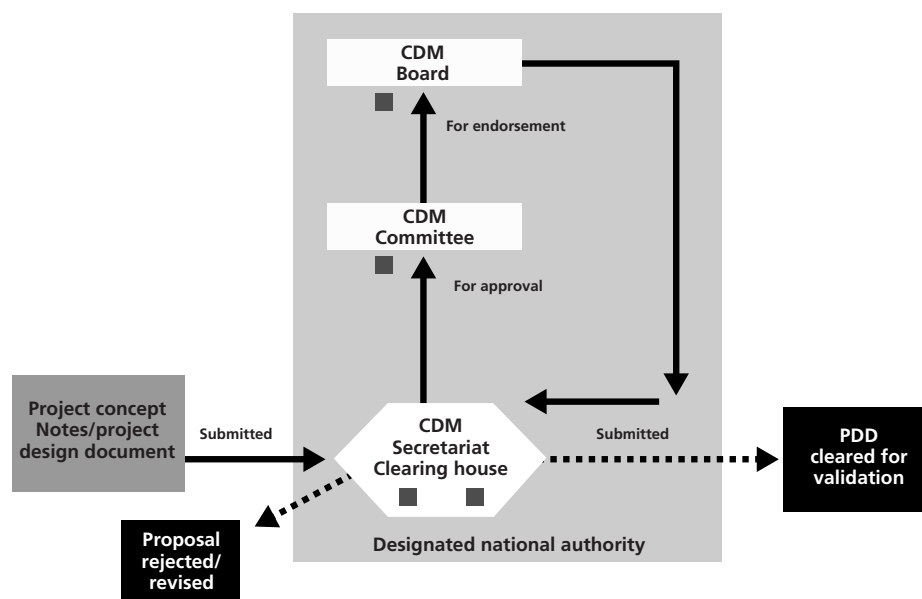 CDM
Board
For endorsement
CDM
Committee
For approval
Project concept
Notes/project
design document
Submitted
CDM
Secretariat
Clearing house
Submitted
PDD
cleared for
validation
Proposal
rejected/
revised
Designated national authority